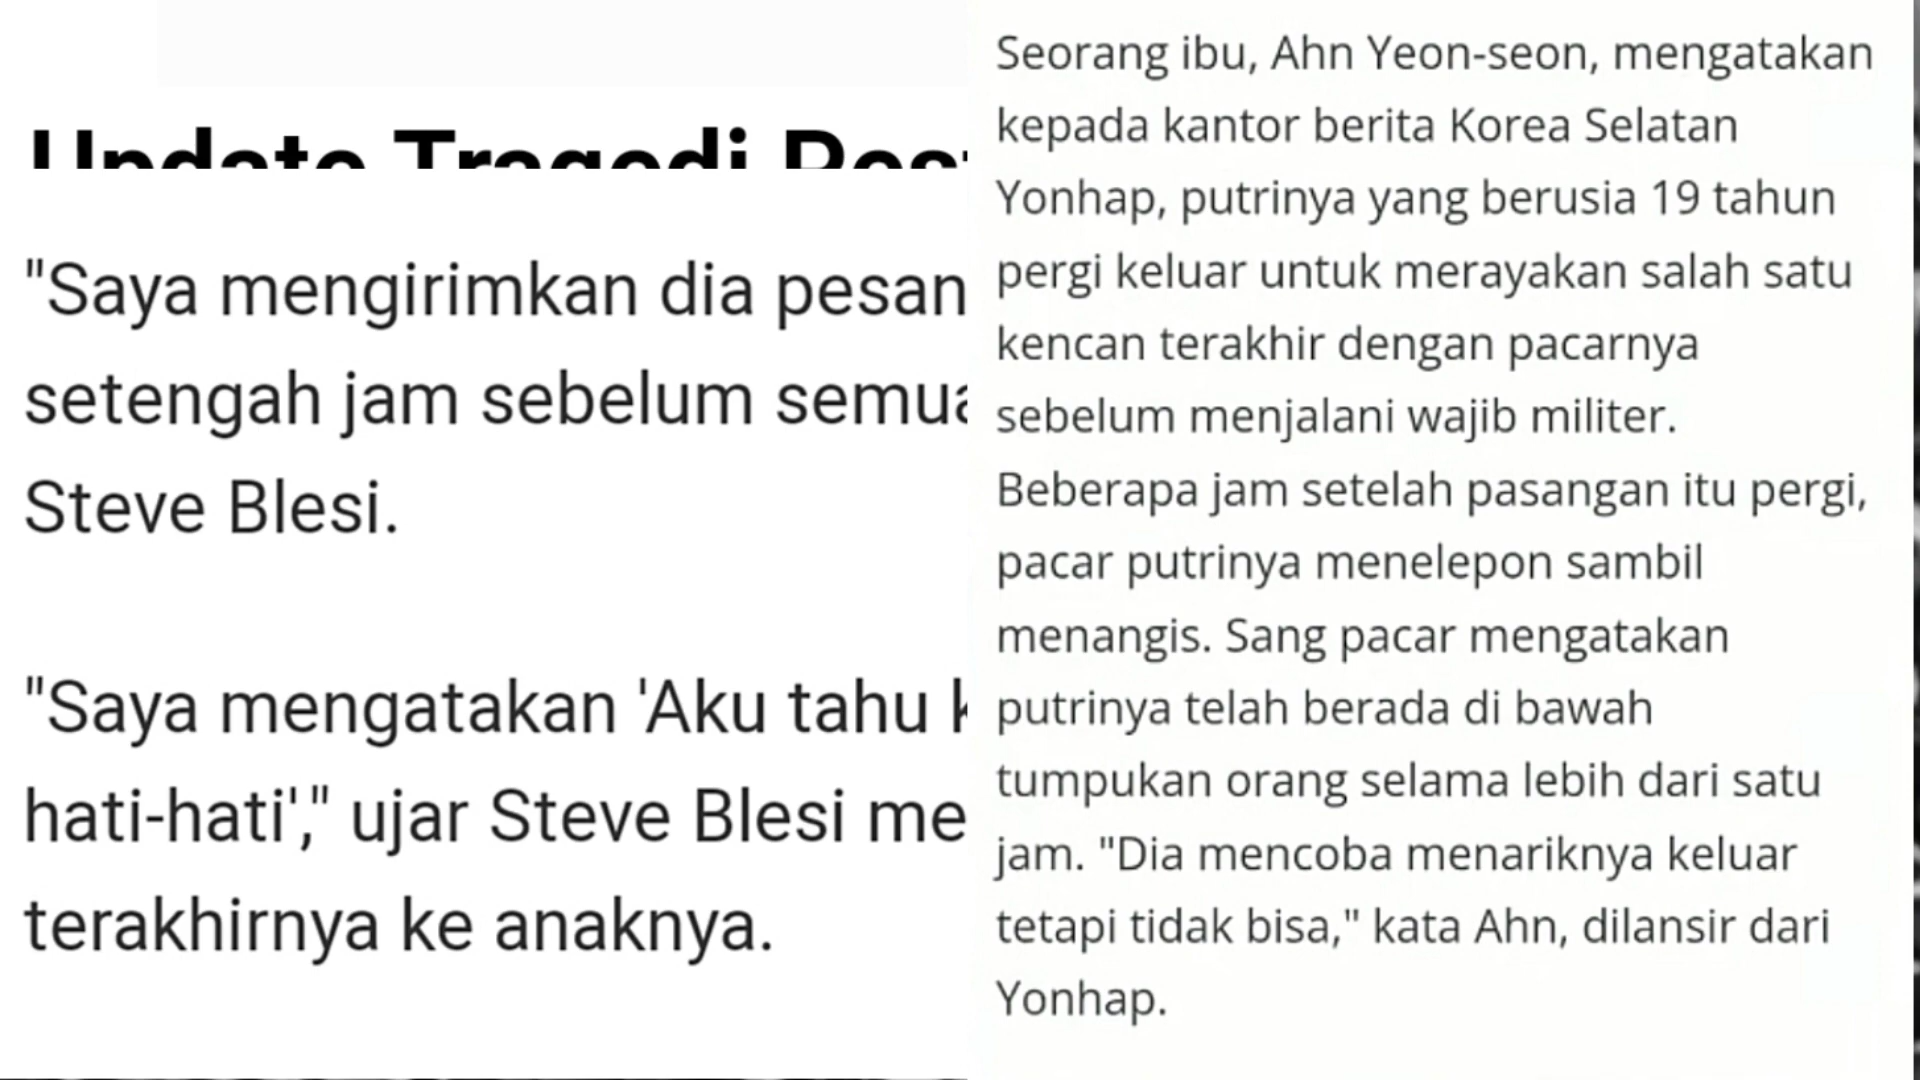 Update Tragedi
"Saya mengirimkan dia pesan
setengah jam sebelum semua
Steve Blesi.
"Saya mengatakan 'Aku tahu
hati-hati'," ujar Steve Blesi me
terakhirnya ke anaknya.
Seorang ibu, Ahn Yeon-seon, mengatakan
kepada kantor berita Korea Selatan
Yonhap, putrinya yang berusia 19 tahun
pergi keluar untuk merayakan salah satu
kencan terakhir dengan pacarnya
sebelum menjalani wajib militer.
Beberapa jam setelah pasangan itu pergi,
pacar putrinya menelepon sambil
menangis. Sang pacar mengatakan
putrinya telah berada di bawah
tumpukan orang selama lebih dari satu
jam. "Dia mencoba menariknya keluar
tetapi tidak bisa," kata Ahn, dilansir dari
Yonhap.